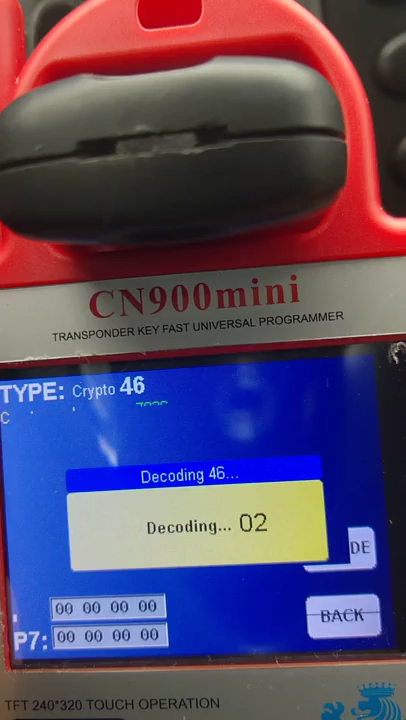 CN900mini
TRANSPONDER KEY FAST UNIVERSAL PROGRAMMER
TYPE: Crypto 46
C
Decoding 46...
Decoding... 02
DE
00 00 00 00
BACK
P7: 00 00 00 00
TFT 240*320 TOUCH OPERATION